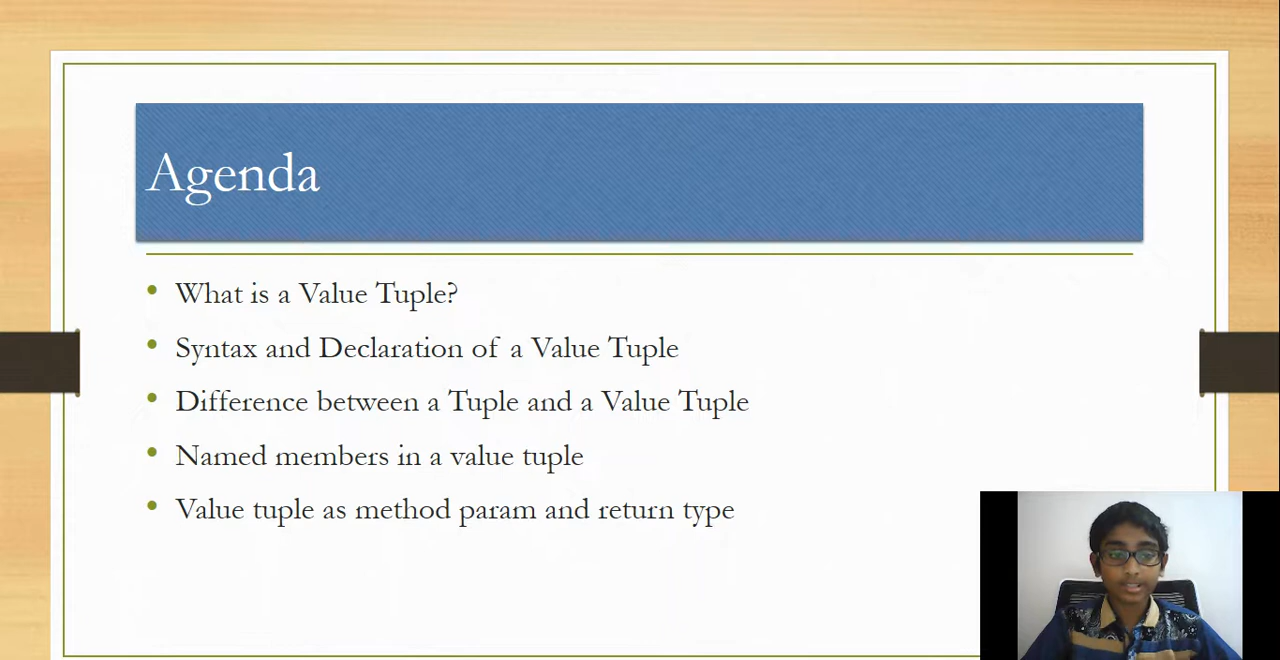 Agenda
What is a Value Tuple?
Syntax and Declaration of a Value Tuple
Difference between a Tuple and a Value Tuple
Named members in a value tuple
Value tuple as method param and return type